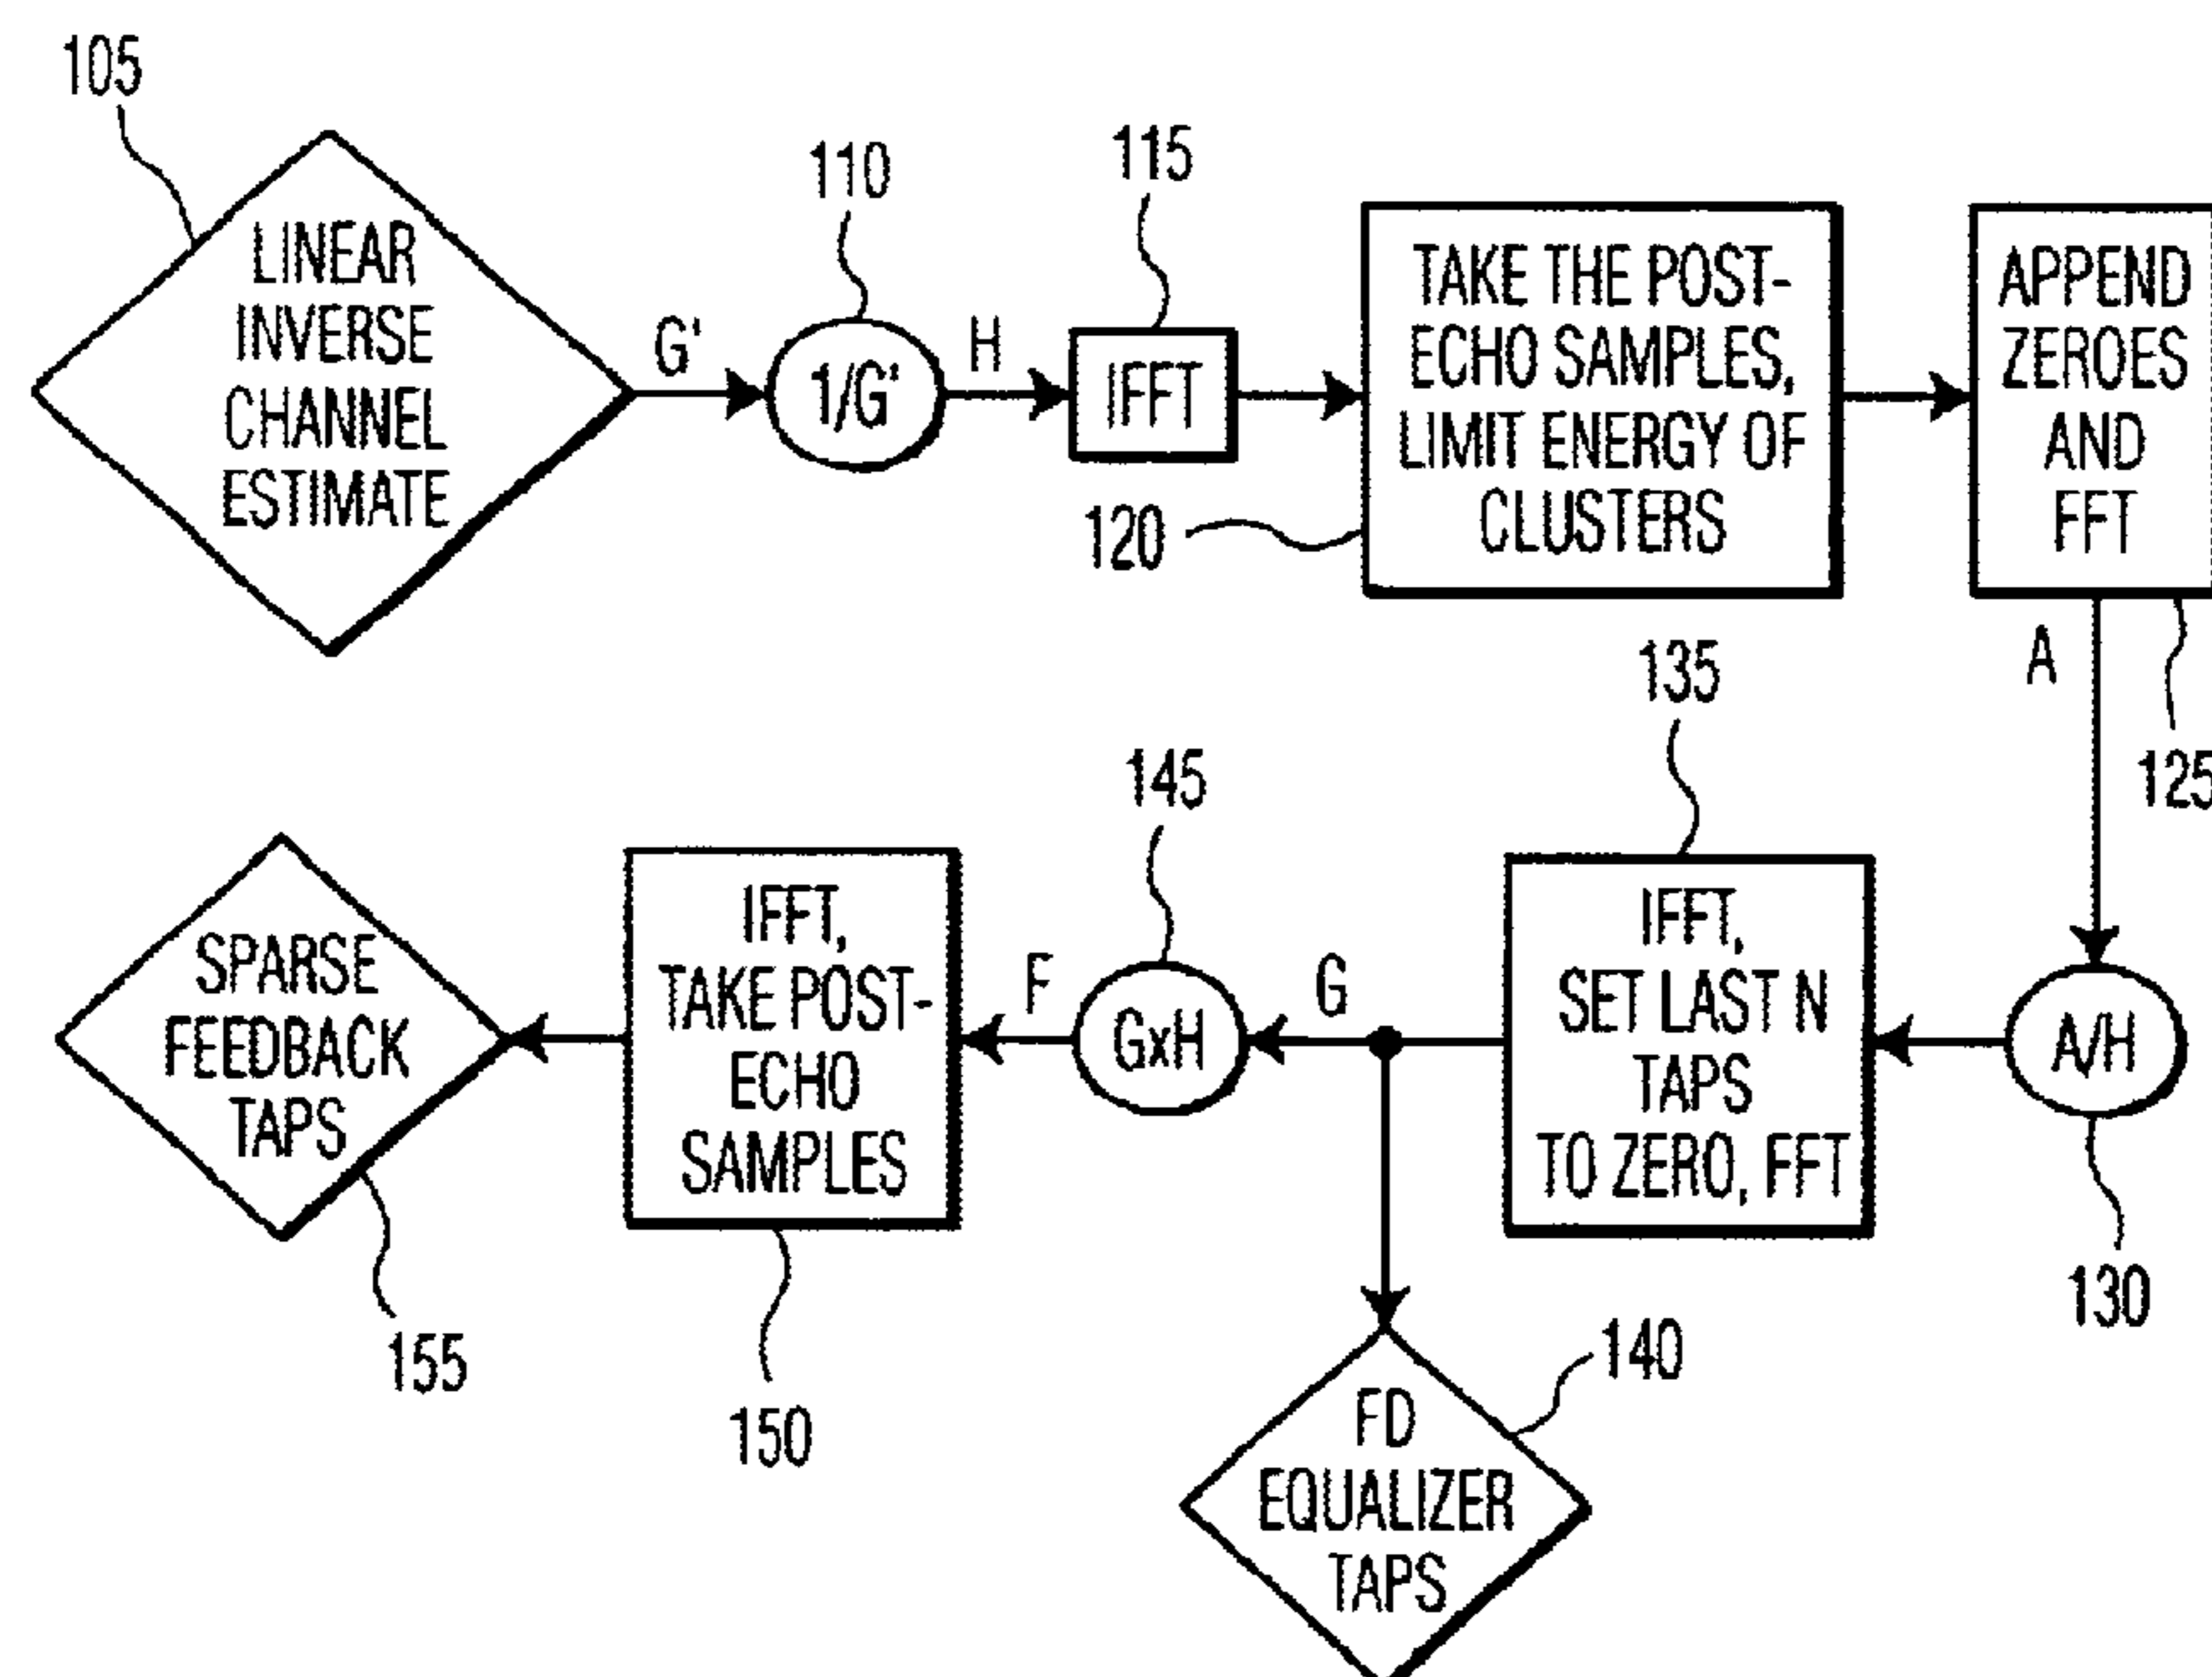 105
LINEAR
INVERSE
CHANNEL
ESTIMATE
G'
110
1/G'
H
115
IFFT
TAKE THE POST-
ECHO SAMPLES,
LIMIT ENERGY OF
CLUSTERS
120
APPEND
ZEROES
AND
FFT
125
A
A/H
130
135
IFFT,
SET LAST N
TAPS
TO ZERO, FFT
G
140
FD
EQUALIZER
TAPS
145
GxH
F
IFFT,
TAKE POST-
ECHO
SAMPLES
150
SPARSE
FEEDBACK
TAPS
155